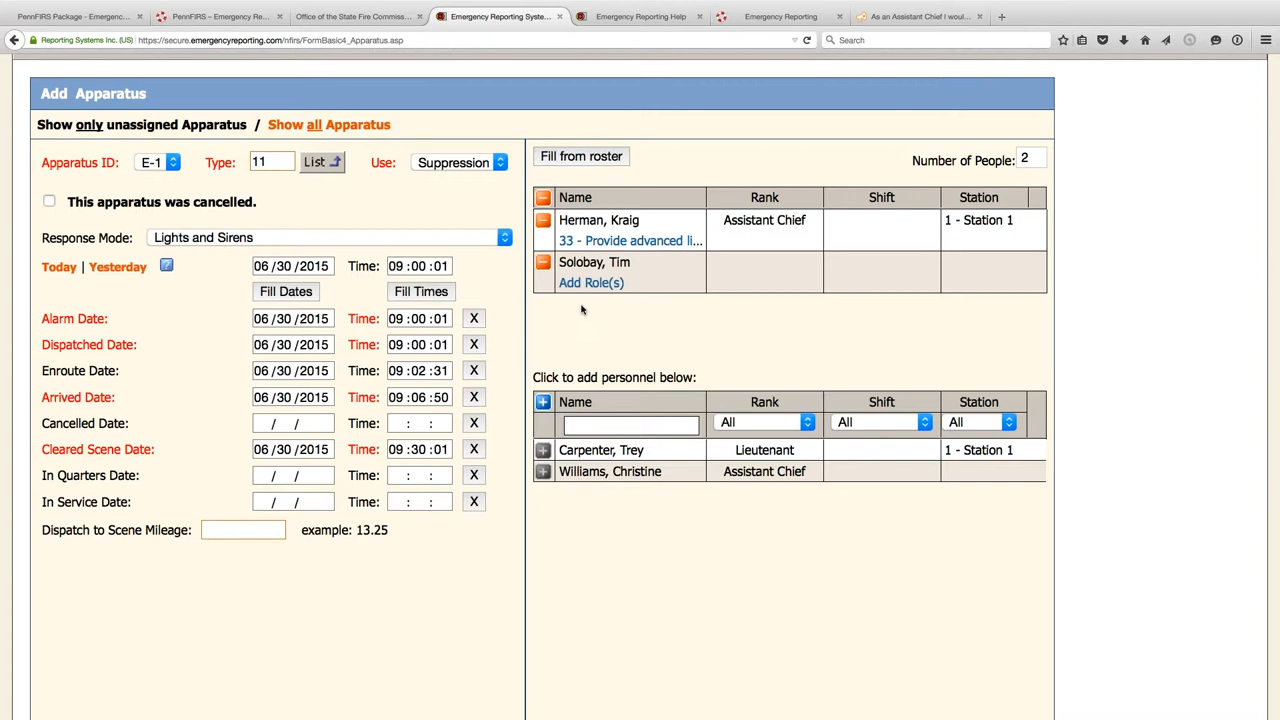 PennFIRS Package - Emergenc... ×
PennFIRS – Emergency Re... ×
Office of the State Fire Commiss... ×
Emergency Reporting Syste... ×
Emergency Reporting Help ×
Emergency Reporting ×
As an Assistant Chief I woul... ×
+
Reporting Systems Inc. (US)
https://secure.emergencyreporting.com/nfirs/FormBasic4_Apparatus.asp
Search
Add Apparatus
Show only unassigned Apparatus / Show all Apparatus
Apparatus ID: E-1 Type: 11 List Use: Suppression
This apparatus was cancelled.
Response Mode: Lights and Sirens
Today | Yesterday ? 06/30/2015 Time: 09:00:01
Fill Dates Fill Times
Alarm Date: 06/30/2015 Time: 09:00:01 X
Dispatched Date: 06/30/2015 Time: 09:00:01 X
Enroute Date: 06/30/2015 Time: 09:02:31 X
Arrived Date: 06/30/2015 Time: 09:06:50 X
Cancelled Date: / / Time: : : X
Cleared Scene Date: 06/30/2015 Time: 09:30:01 X
In Quarters Date: / / Time: : : X
In Service Date: / / Time: : : X
Dispatch to Scene Mileage: example: 13.25
Fill from roster Number of People: 2
Name Rank Shift Station
Herman, Kraig Assistant Chief 1 - Station 1
33 - Provide advanced li...
Solobay, Tim
Add Role(s)
Click to add personnel below:
Name Rank Shift Station
All All All
Carpenter, Trey Lieutenant 1 - Station 1
Williams, Christine Assistant Chief